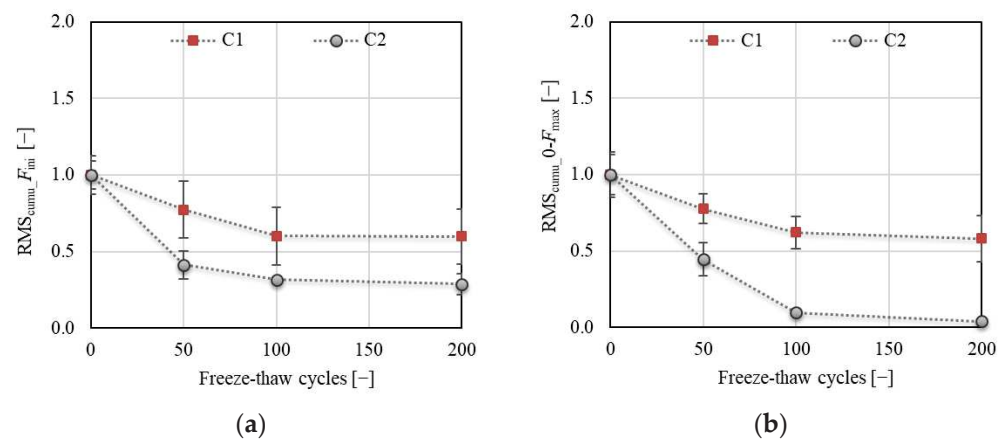 2.0
C1 C2
1.5
1.0
0.5
0.0
RMScumu_Fini [−]
0 50 100 150 200
Freeze-thaw cycles [−]
(a)
2.0
C1 C2
1.5
1.0
0.5
0.0
RMScumu_0-Fmax [−]
0 50 100 150 200
Freeze-thaw cycles [−]
(b)